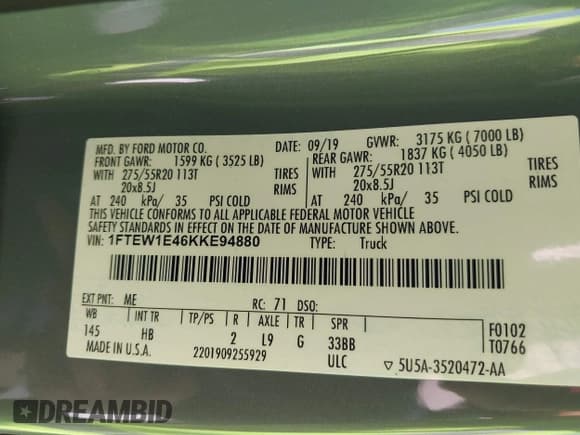 MFD. BY FORD MOTOR CO. DATE: 09/19 GVWR: 3175 KG ( 7000 LB)
FRONT GAWR: 1599 KG ( 3525 LB) REAR GAWR: 1837 KG ( 4050 LB)
WITH 275/55R20 113T TIRES WITH 275/55R20 113T TIRES
20x8.5J RIMS 20x8.5J RIMS
AT 240 kPa/ 35 PSI COLD AT 240 kPa/ 35 PSI COLD
THIS VEHICLE CONFORMS TO ALL APPLICABLE FEDERAL MOTOR VEHICLE
SAFETY STANDARDS IN EFFECT ON THE DATE OF MANUFACTURE SHOWN ABOVE.
VIN: 1FTEW1E46KKE94880 TYPE: Truck
EXT PNT: ME RC: 71 DSO:
WB INT TR TP/PS R AXLE TR SPR F0102
145 HB 2 L9 G 33BB T0766
MADE IN U.S.A. 2201909255929 ULC ▽ 5U5A-3520472-AA
DREAMBID